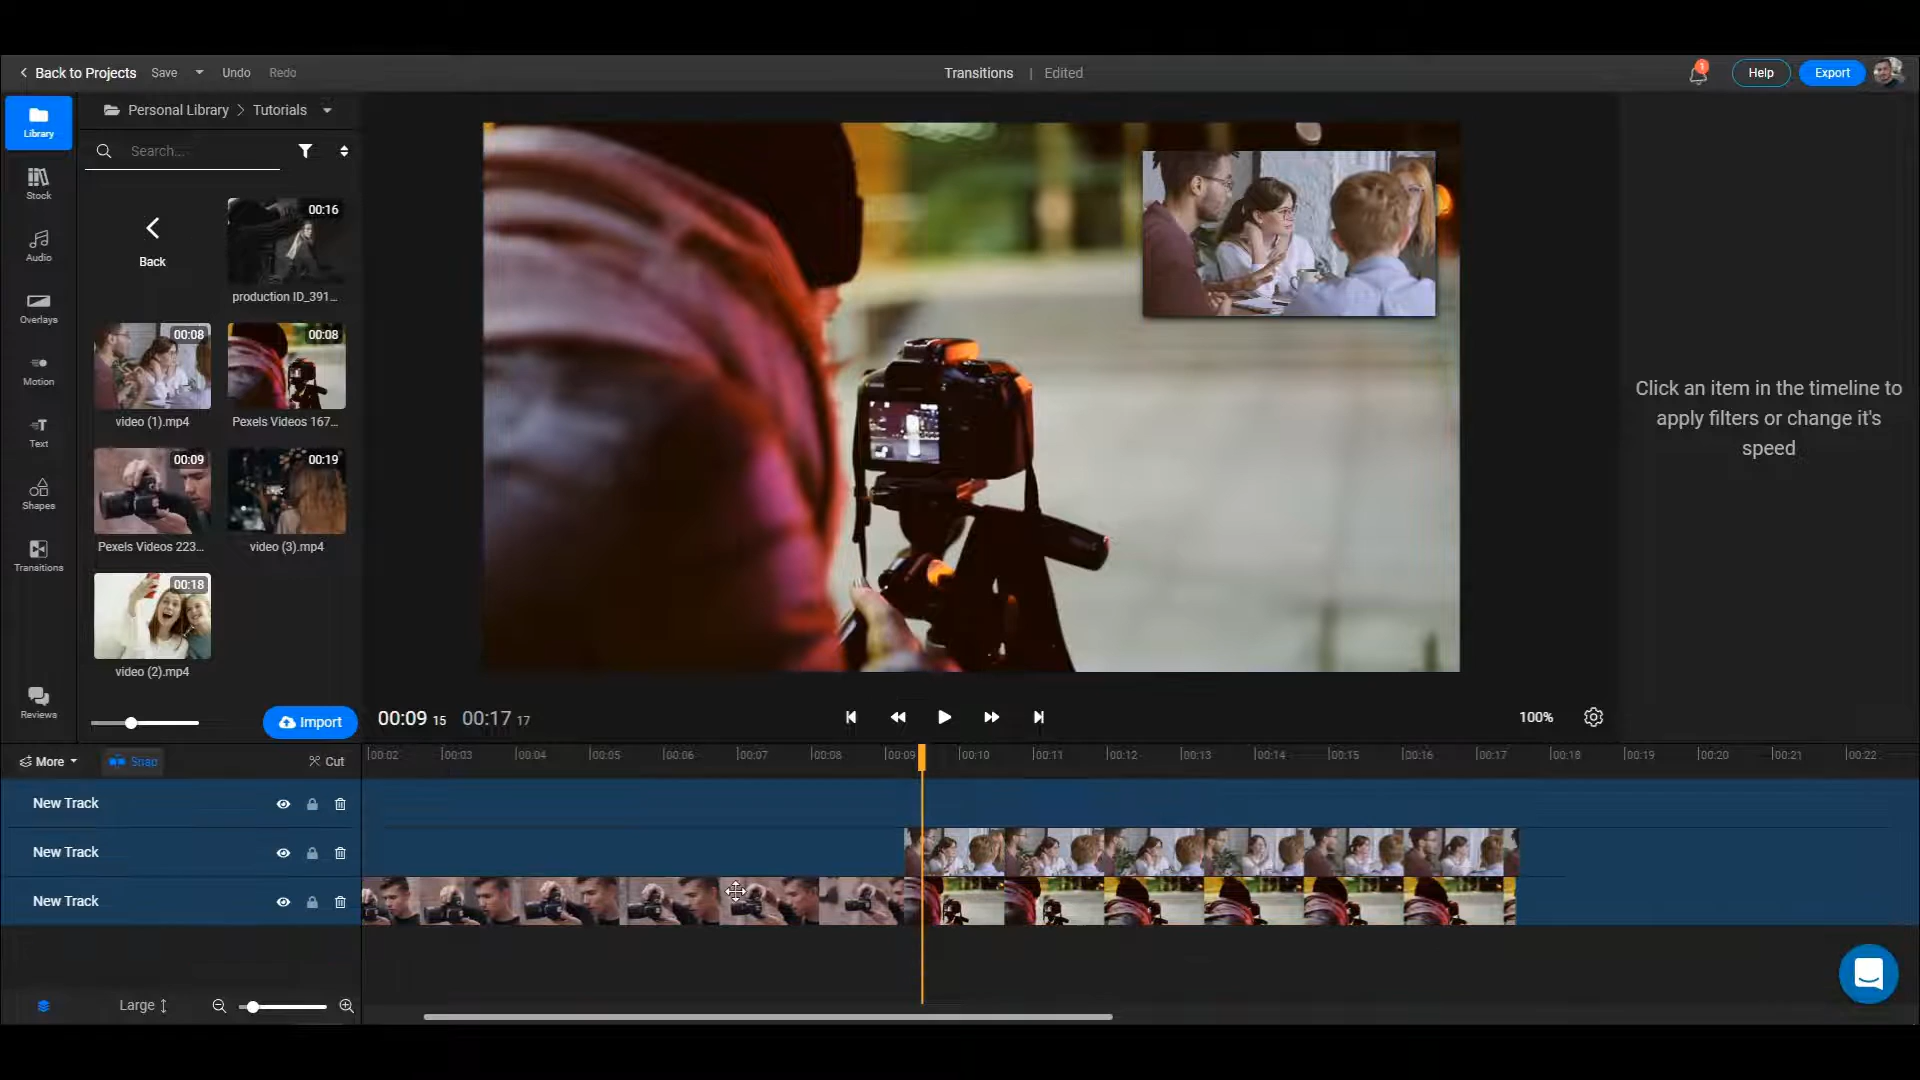 Back to Projects Save Undo Redo
Transitions | Edited
1
Help
Export
Library
Stock
Audio
Overlays
Motion
Text
Shapes
Transitions
Reviews
Personal Library > Tutorials
Search...
Back
00:16
production ID_391...
00:08
video (1).mp4
00:08
Pexels Videos 167...
00:09
Pexels Videos 223...
00:19
video (3).mp4
00:18
video (2).mp4
Import
Click an item in the timeline to
apply filters or change it's
speed
00:09 15 00:17 17
100%
More Snap Cut
00:02 00:03 00:04 00:05 00:06 00:07 00:08 00:09 00:10 00:11 00:12 00:13 00:14 00:15 00:16 00:17 00:18 00:19 00:20 00:21 00:22
New Track
New Track
New Track
Large